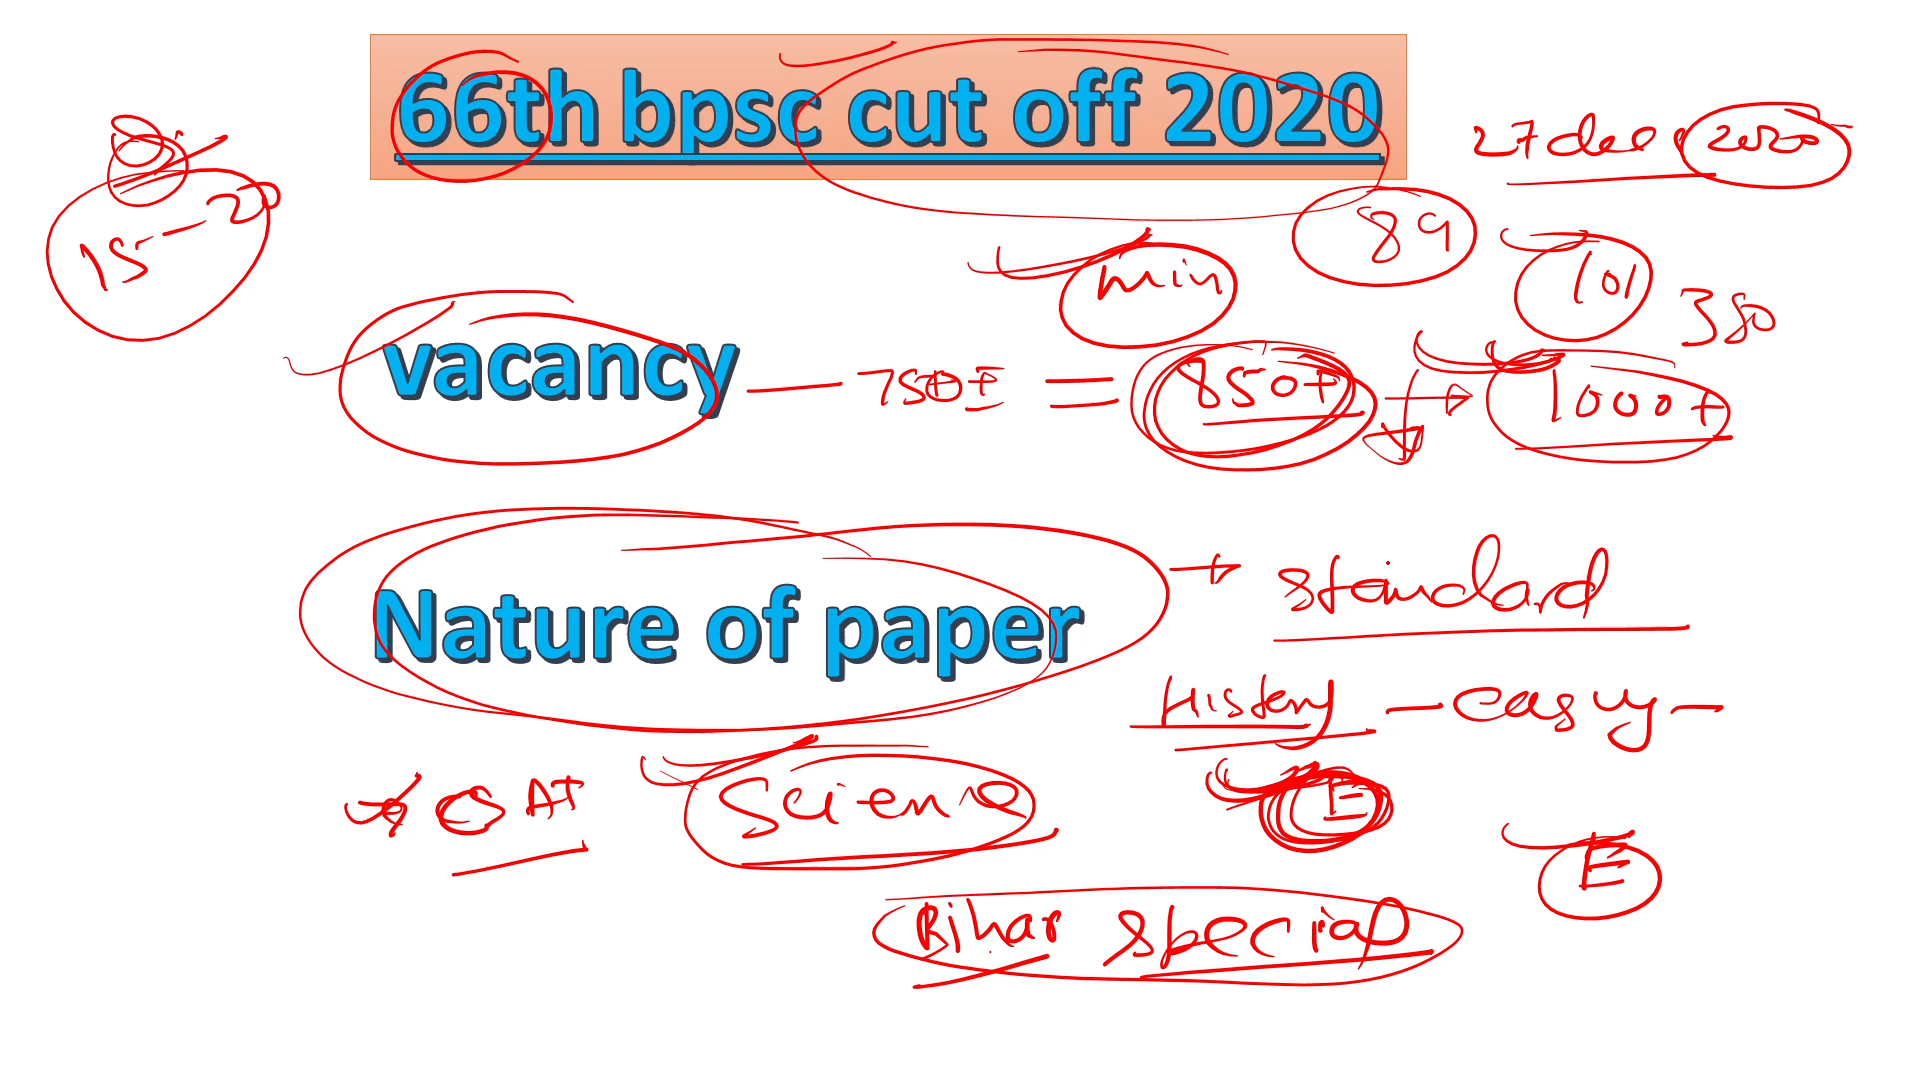 66th bpsc cut off 2020
27 dec 2020
15 - 20
89
min
101
380
vacancy - 750+ = 850+ → 1000+
Nature of paper → standard
History - easy -
CSAT Science E
E
Bihar special